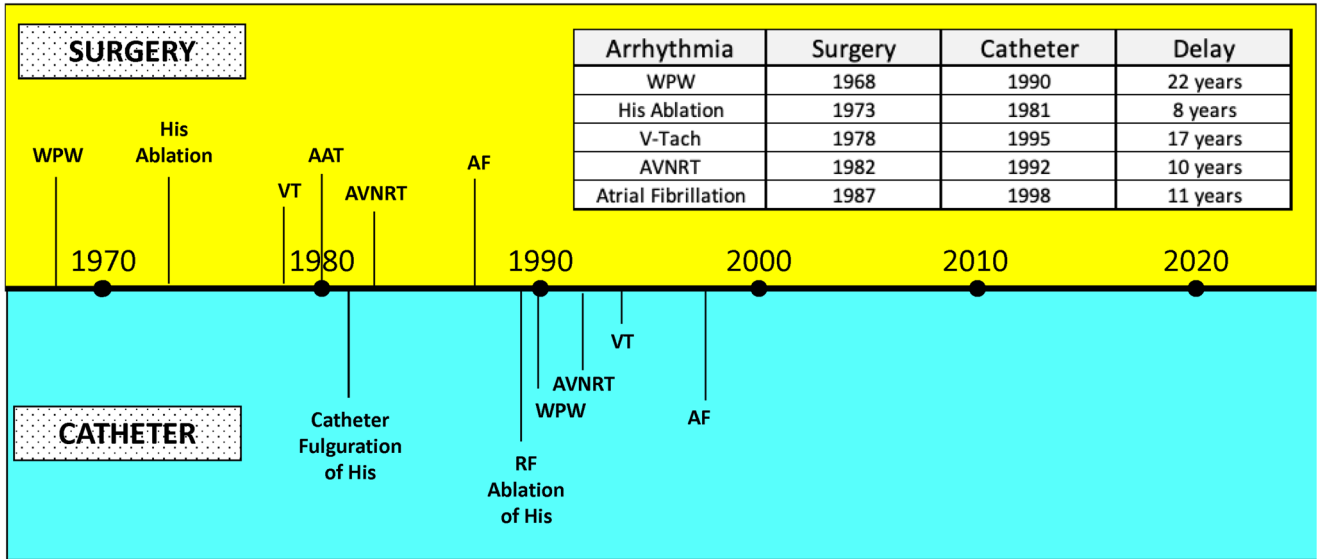 SURGERY
Arrhythmia Surgery Catheter Delay
WPW 1968 1990 22 years
His Ablation 1973 1981 8 years
V-Tach 1978 1995 17 years
AVNRT 1982 1992 10 years
Atrial Fibrillation 1987 1998 11 years
WPW
His
Ablation
VT
AAT
AVNRT
AF
1970 1980 1990 2000 2010 2020
CATHETER
Catheter
Fulguration
of His
RF
Ablation
of His
WPW
AVNRT
VT
AF